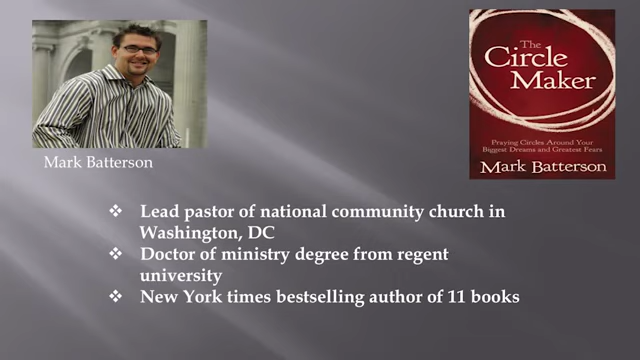 Mark Batterson
The
Circle
Maker
Praying Circles Around Your
Biggest Dreams and Greatest Fears
Mark Batterson
❖ Lead pastor of national community church in
Washington, DC
❖ Doctor of ministry degree from regent
university
❖ New York times bestselling author of 11 books